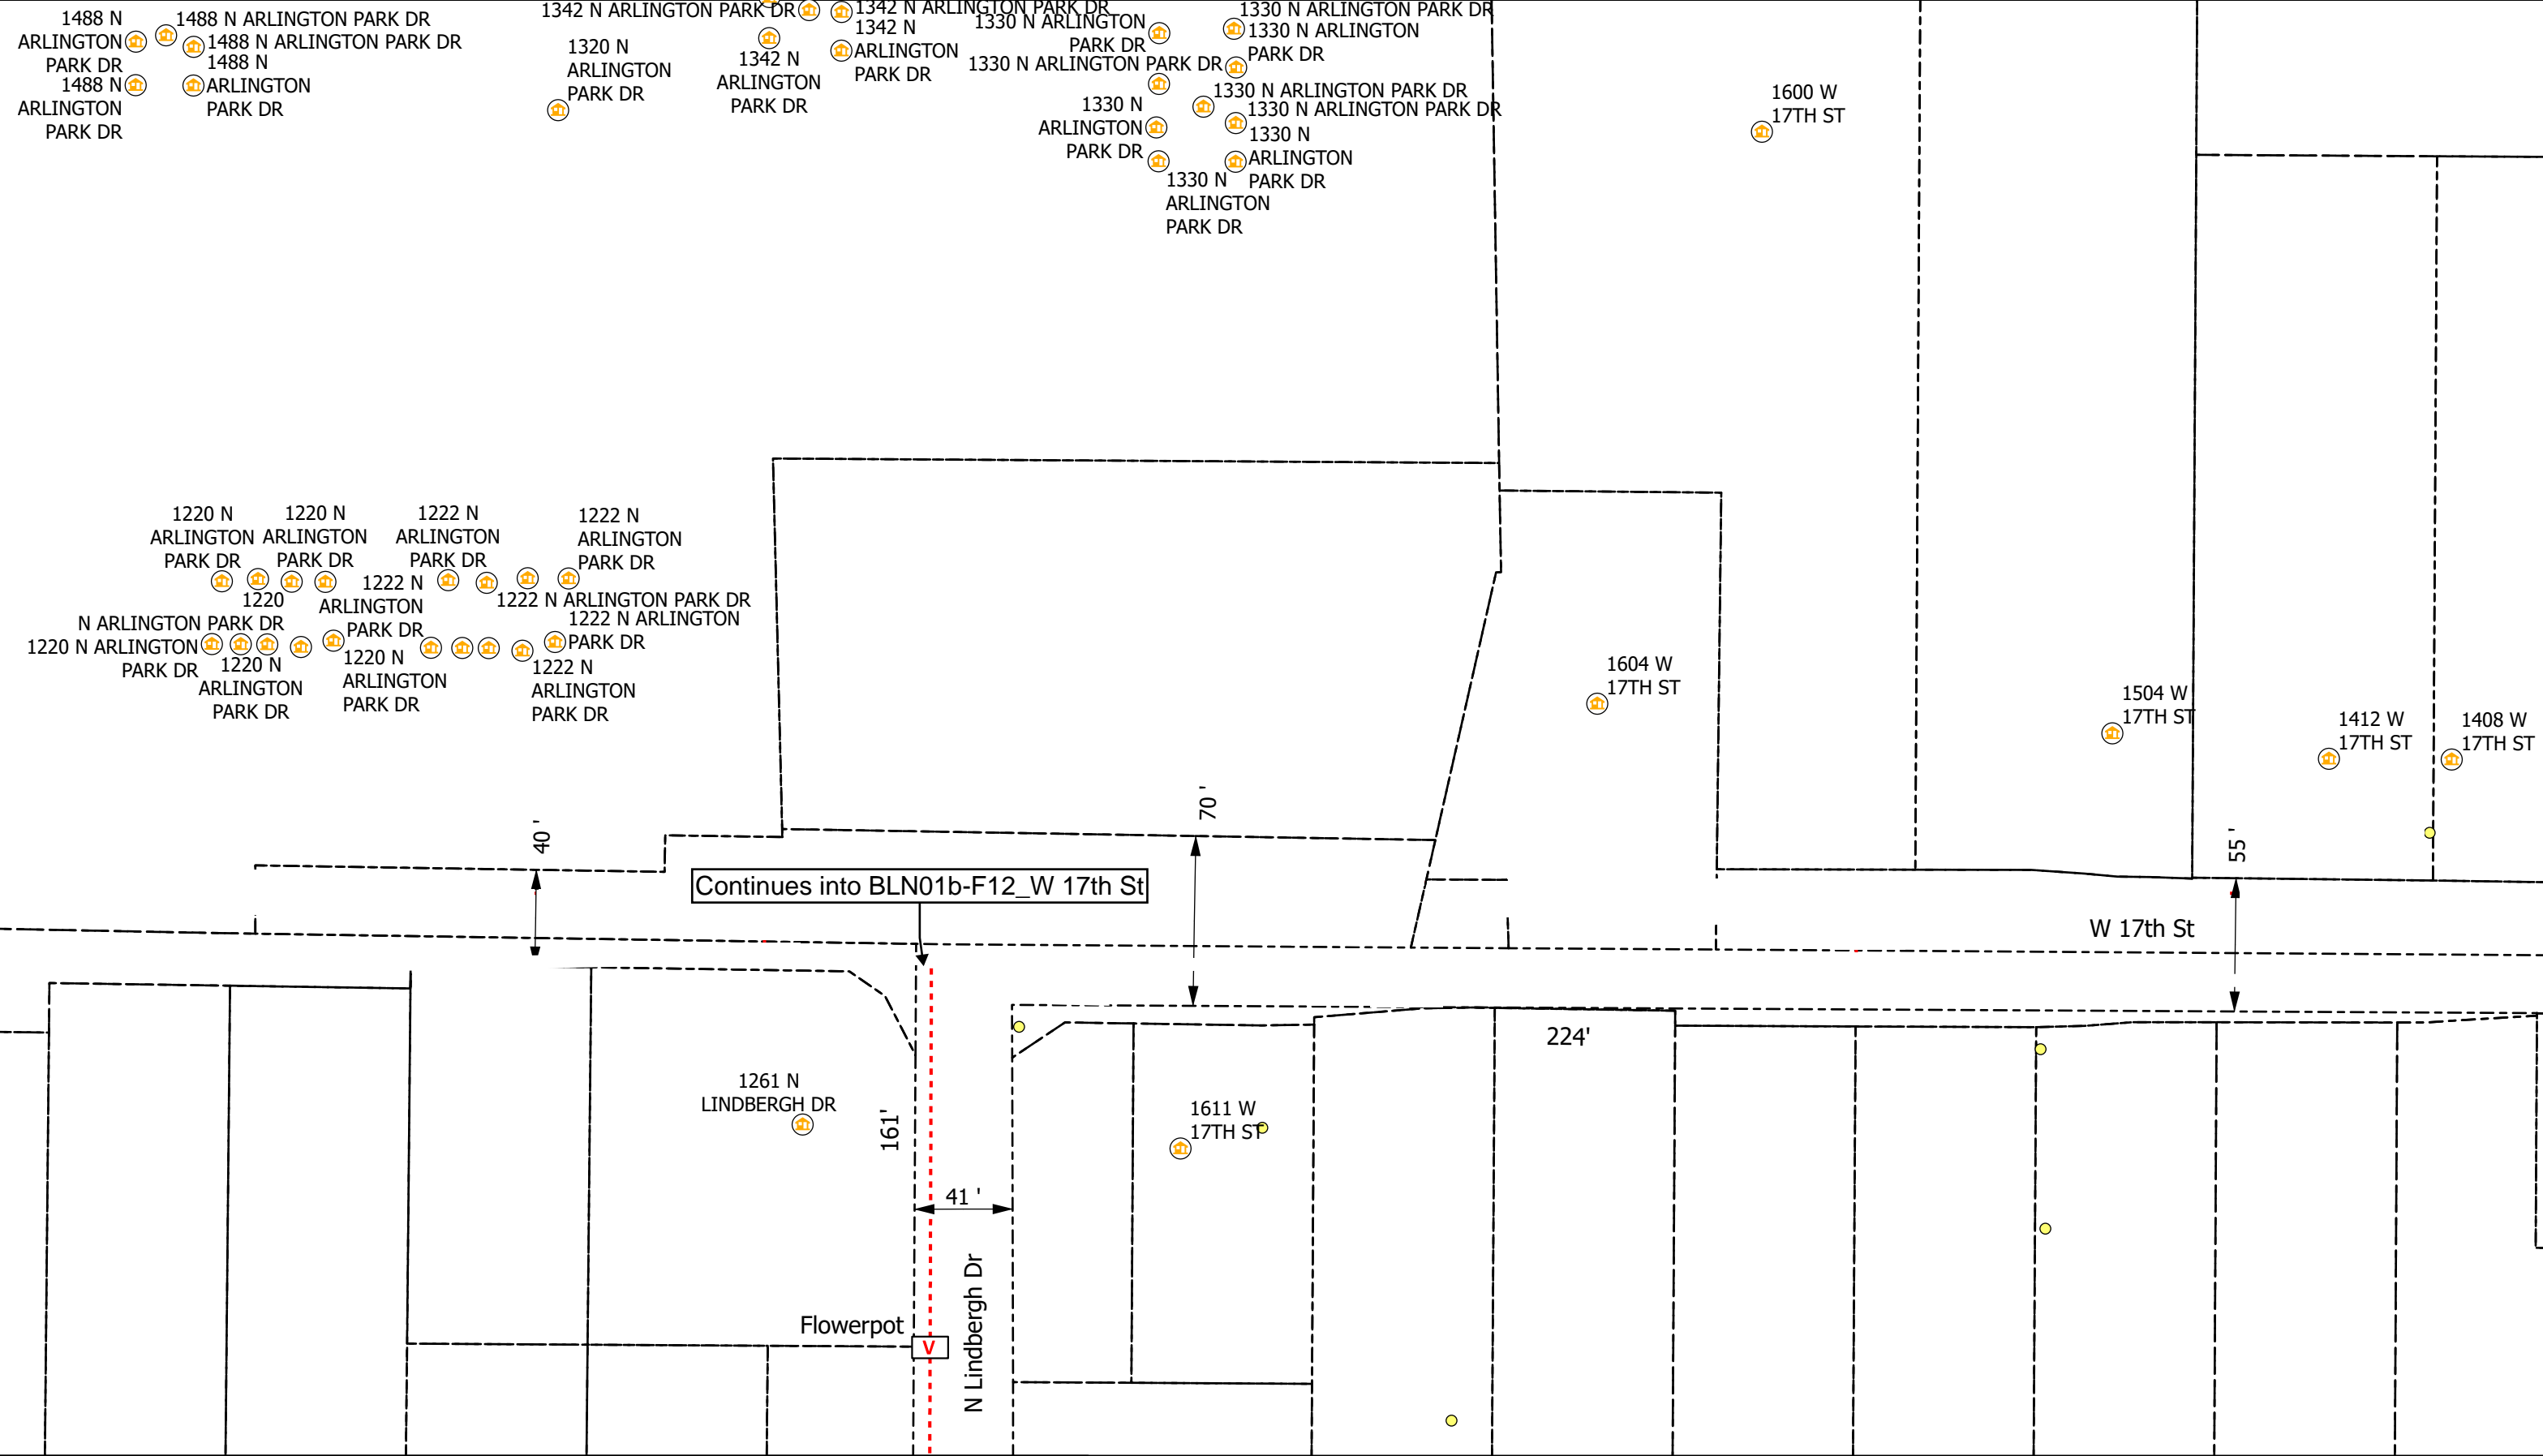 1488 N
ARLINGTON
PARK DR
1488 N ARLINGTON PARK DR
1488 N ARLINGTON PARK DR
1488 N
ARLINGTON
PARK DR
1488 N
ARLINGTON
PARK DR
1342 N ARLINGTON PARK DR
1342 N ARLINGTON PARK DR
1342 N
ARLINGTON
PARK DR
1320 N
ARLINGTON
PARK DR
1342 N
ARLINGTON
PARK DR
1330 N ARLINGTON
PARK DR
1330 N ARLINGTON PARK DR
1330 N ARLINGTON
PARK DR
1330 N ARLINGTON PARK DR
1330 N ARLINGTON PARK DR
1330 N ARLINGTON PARK DR
1330 N
ARLINGTON
PARK DR
1330 N
ARLINGTON
PARK DR
1330 N
ARLINGTON
PARK DR
1600 W
17TH ST
1220 N
ARLINGTON
PARK DR
1220 N
ARLINGTON
PARK DR
1222 N
ARLINGTON
PARK DR
1222 N
ARLINGTON
PARK DR
1220
N ARLINGTON PARK DR
1222 N
ARLINGTON
PARK DR
1222 N ARLINGTON PARK DR
1222 N ARLINGTON
PARK DR
1220 N ARLINGTON
PARK DR
1220 N
ARLINGTON
PARK DR
1220 N
ARLINGTON
PARK DR
1222 N
ARLINGTON
PARK DR
1604 W
17TH ST
1504 W
17TH ST
1412 W
17TH ST
1408 W
17TH ST
40 '
70 '
55 '
Continues into BLN01b-F12_W 17th St
W 17th St
224'
1261 N
LINDBERGH DR
161'
1611 W
17TH ST
41 '
N Lindbergh Dr
Flowerpot
V